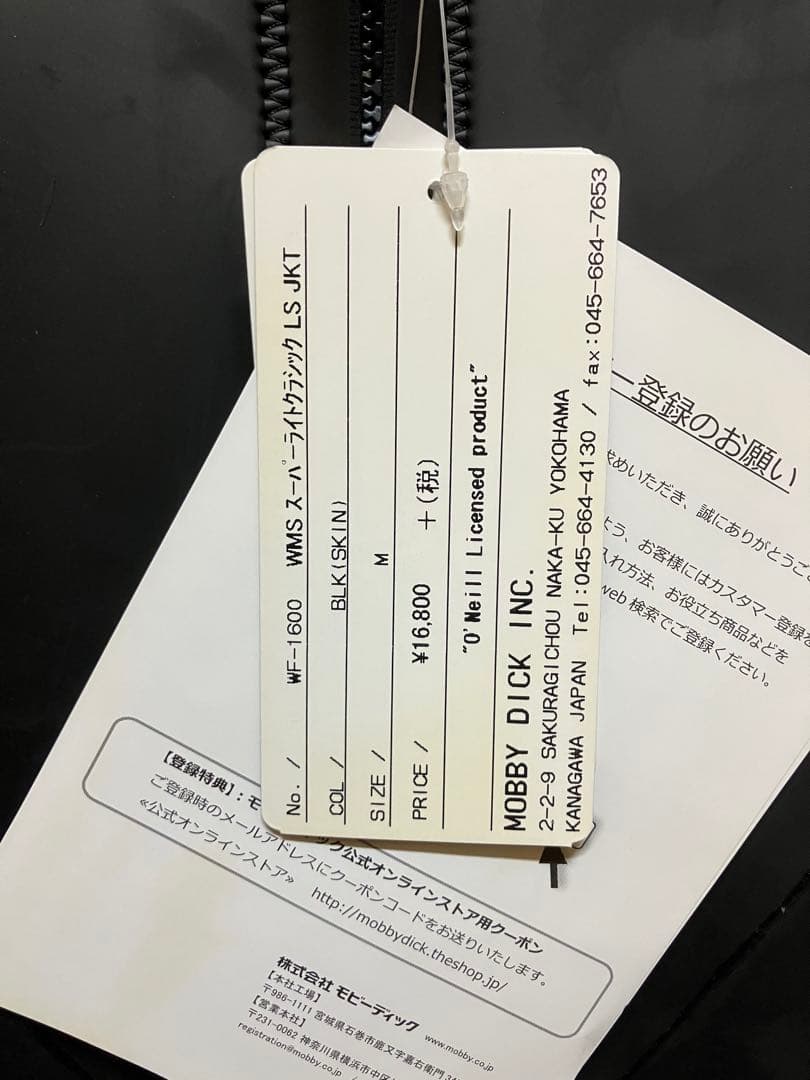 No. / WF-1600 WMS スーパーライトクラシック LS JKT
COL / BLK(SKIN)
SIZE / M
PRICE / ¥16,800 +(税)
"O'Neill Licensed product"
MOBBY DICK INC.
2-2-9 SAKURAGICHOU NAKA-KU YOKOHAMA
KANAGAWA JAPAN Tel:045-664-4130 / fax:045-664-7653
ー登録のお願い
求めいただき、誠にありがとうござ
よう、お客様にはカスタマー登録を
入れ方法、お役立ち商品などを
web 検索でご登録ください。
【登録特典】:モ
ック公式オンラインストア用クーポン
ご登録時のメールアドレスにクーポンコードをお送りいたします。
≪公式オンラインストア≫ http://mobbydick.theshop.jp/
株式会社 モビーディック www.mobby.co.jp
【本社工場】
〒986-1111 宮城県石巻市鹿又字嘉右衛門
【営業本社】
〒231-0062 神奈川県横浜市中区
registration@mobby.co.jp